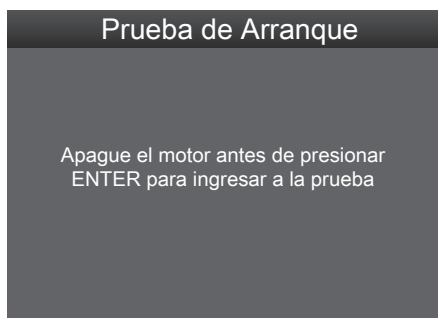 Prueba de Arranque
Apague el motor antes de presionar
ENTER para ingresar a la prueba